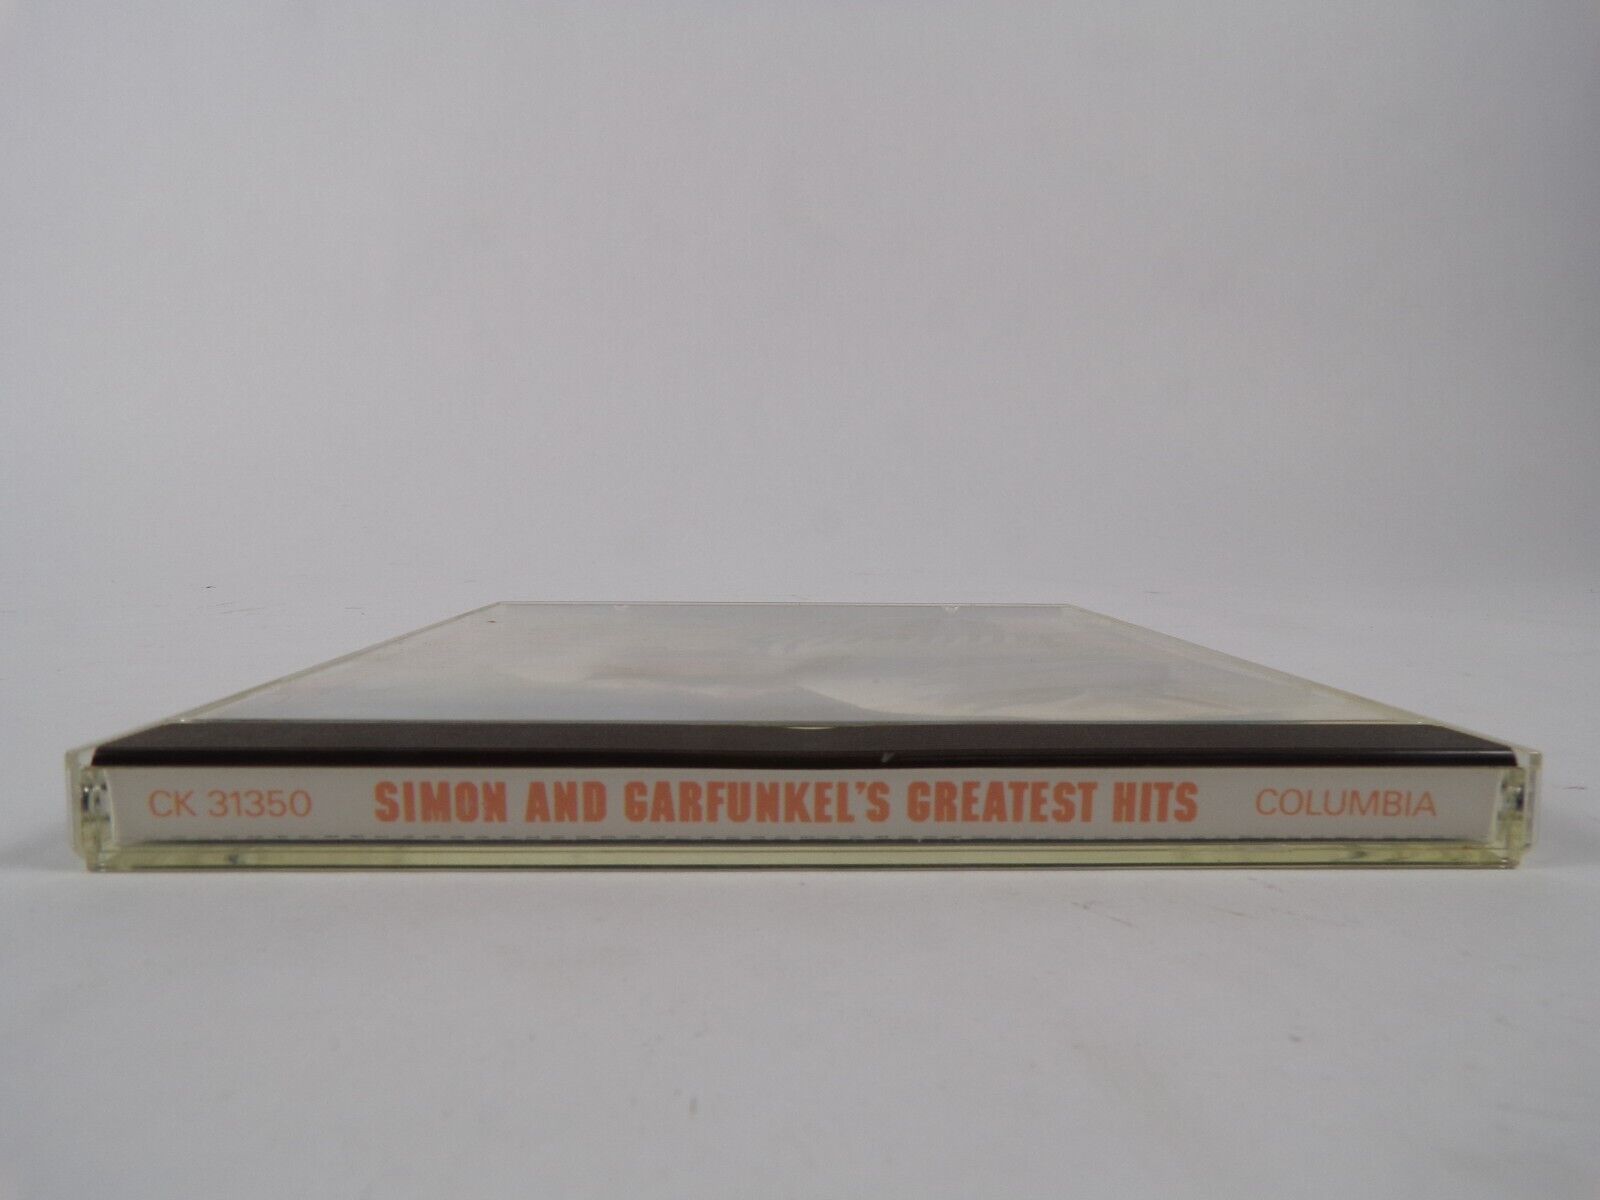 CK 31350 SIMON AND GARFUNKEL'S GREATEST HITS COLUMBIA